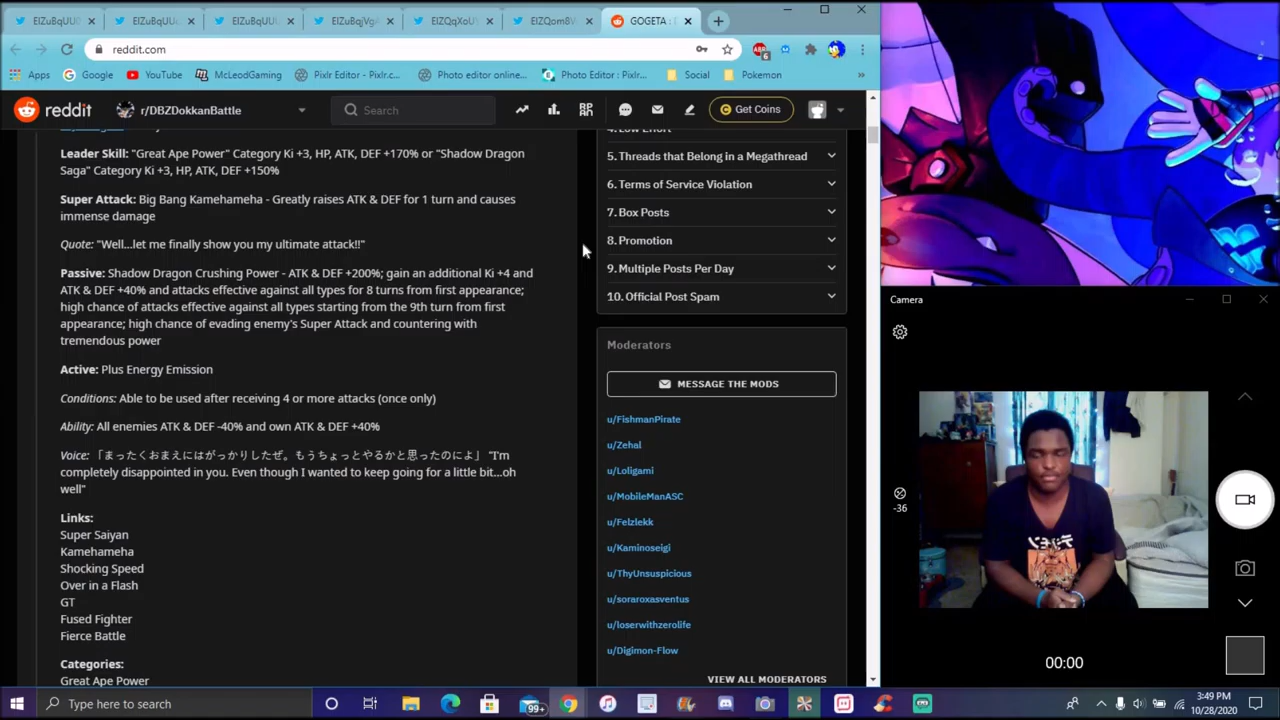 EIZuBqUU
EIZuBqUU
EIZuBqUU
EIZuBqjVgA
EIZQqXoU
EIZQom8V
GOGETA : 
reddit.com
Apps
Google
YouTube
McLeodGaming
Pixlr Editor - Pixlr.c...
Photo editor online...
Photo Editor : Pixlr...
Social
Pokemon
»
reddit
r/DBZDokkanBattle
Search
Get Coins
Leader Skill: "Great Ape Power" Category Ki +3, HP, ATK, DEF +170% or "Shadow Dragon
Saga" Category Ki +3, HP, ATK, DEF +150%
Super Attack: Big Bang Kamehameha - Greatly raises ATK & DEF for 1 turn and causes
immense damage
Quote: "Well...let me finally show you my ultimate attack!!"
Passive: Shadow Dragon Crushing Power - ATK & DEF +200%; gain an additional Ki +4 and
ATK & DEF +40% and attacks effective against all types for 8 turns from first appearance;
high chance of attacks effective against all types starting from the 9th turn from first
appearance; high chance of evading enemy's Super Attack and countering with
tremendous power
Active: Plus Energy Emission
Conditions: Able to be used after receiving 4 or more attacks (once only)
Ability: All enemies ATK & DEF -40% and own ATK & DEF +40%
Voice: 「まったくおまえにはがっかりしたぜ。もうちょっとやるかと思ったのによ」 "I'm
completely disappointed in you. Even though I wanted to keep going for a little bit...oh
well"
Links:
Super Saiyan
Kamehameha
Shocking Speed
Over in a Flash
GT
Fused Fighter
Fierce Battle
Categories:
Great Ape Power
4. Low Effort
5. Threads that Belong in a Megathread
6. Terms of Service Violation
7. Box Posts
8. Promotion
9. Multiple Posts Per Day
10. Official Post Spam
Moderators
MESSAGE THE MODS
u/FishmanPirate
u/Zehal
u/Loligami
u/MobileManASC
u/Felzlekk
u/Kaminoseigi
u/ThyUnsuspicious
u/soraroxasventus
u/loserwithzerolife
u/Digimon-Flow
VIEW ALL MODERATORS
Camera
-36
00:00
Type here to search
99+
3:49 PM
10/28/2020